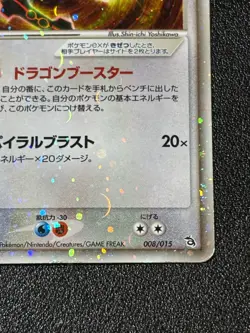 Illus. Shin-ichi Yoshikawa
ポケモンexがきぜつしたとき、
相手プレイヤーはサイドを2枚とります。
ドラゴンブースター
自分の番に、このカードを手札からベンチに出した
。自分のポケモンの基本エネルギーを
び、このポケモンにつけ替える。
パイラルブラスト 20×
ネルギー×20ダメージ。
抵抗力 -30 にげる
Pokémon/Nintendo/Creatures/GAME FREAK. 008/015